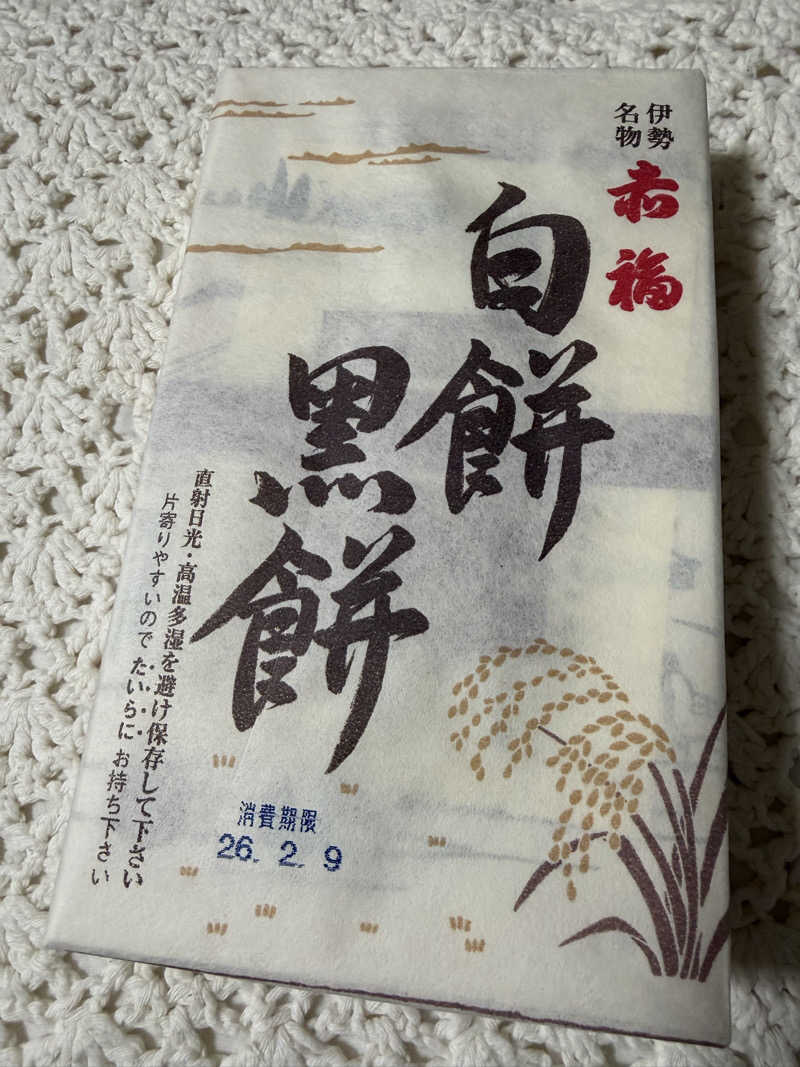 伊勢
名物
赤福
白餅
黒餅
直射日光・高温多湿を避け保存して下さい
片寄りやすいので たいらに お持ち下さい
消費期限
26. 2. 9